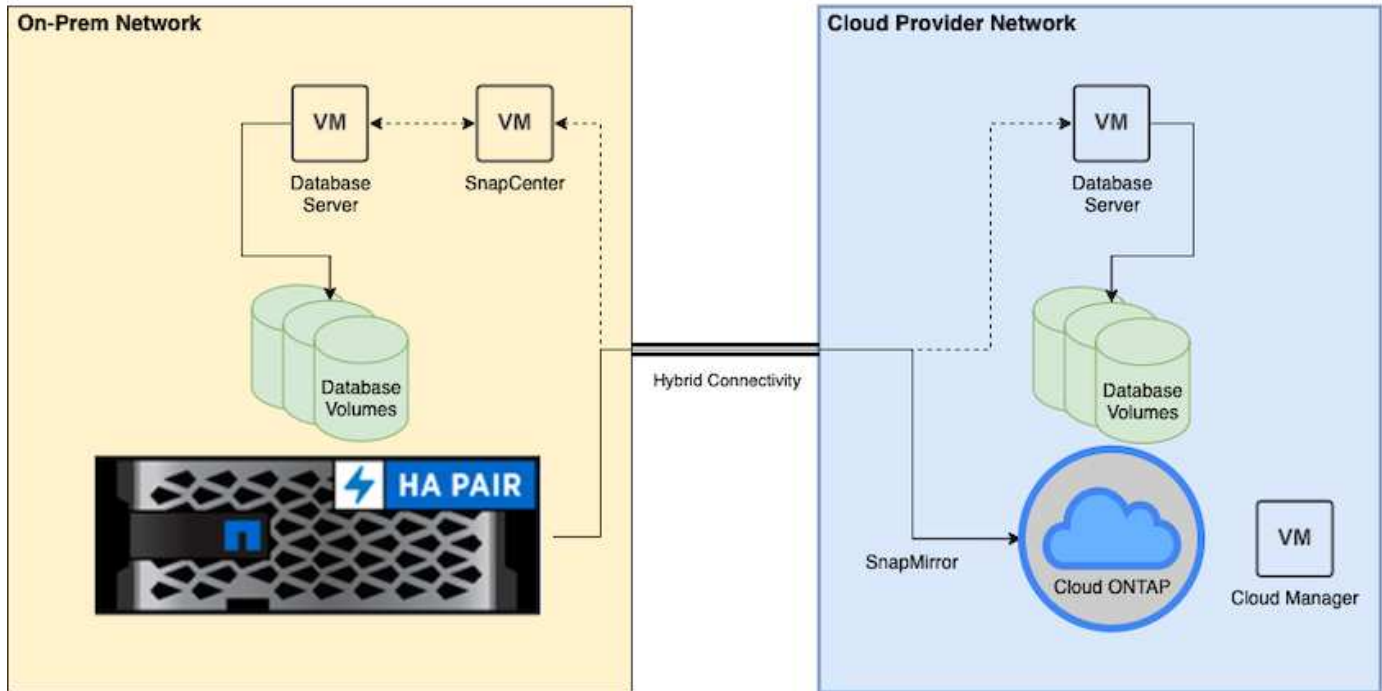 On-Prem Network
VM
VM
Database
Server
SnapCenter
Database
Volumes
HA PAIR
Hybrid Connectivity
Cloud Provider Network
VM
Database
Server
Database
Volumes
SnapMirror
Cloud ONTAP
VM
Cloud Manager